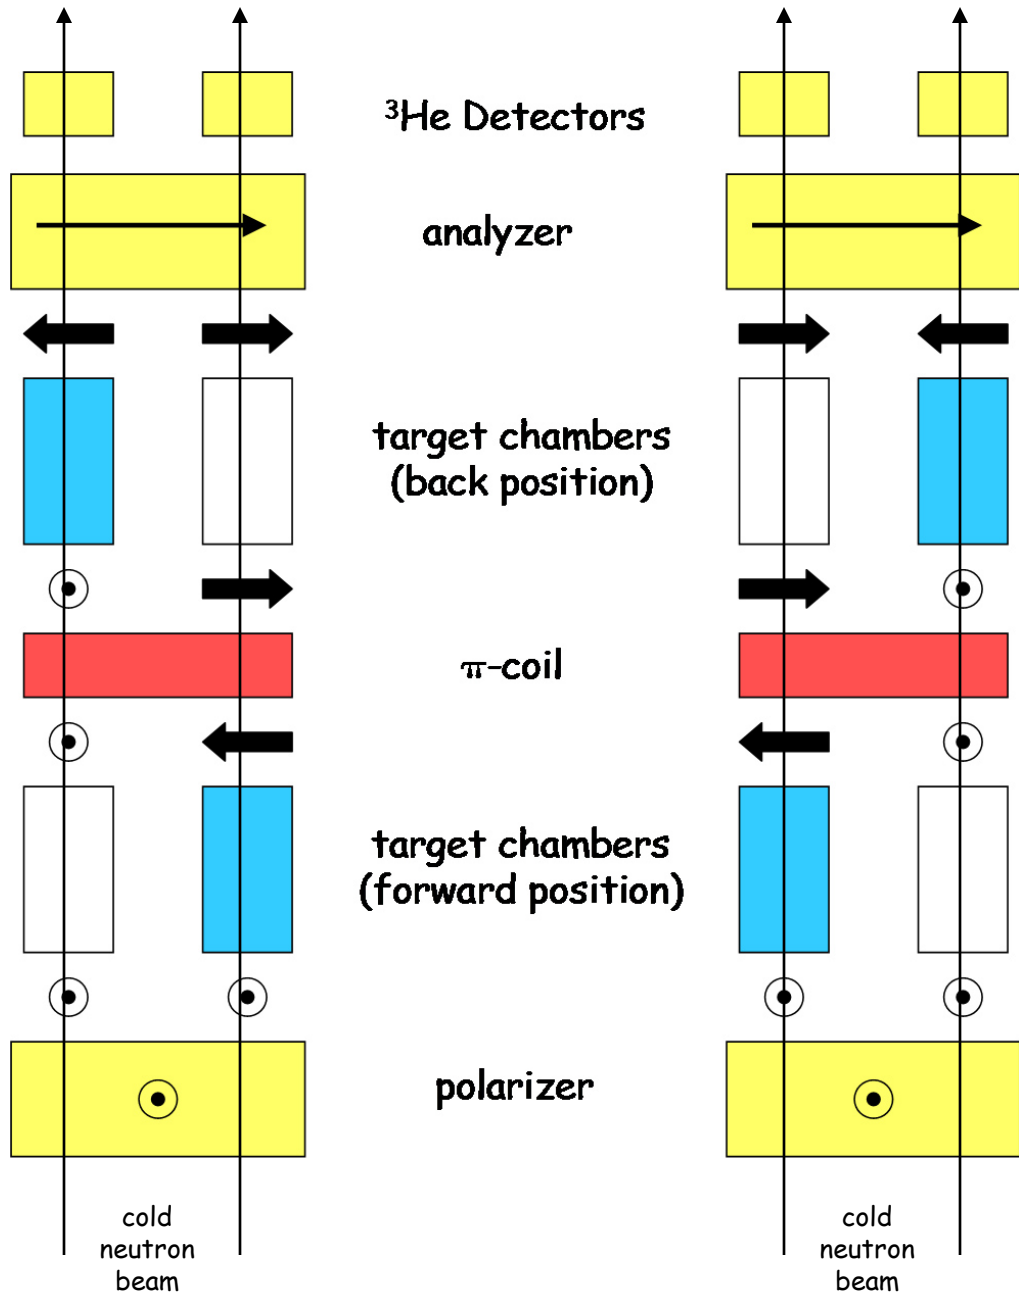 ³He Detectors
analyzer
target chambers
(back position)
π-coil
target chambers
(forward position)
polarizer
cold
neutron
beam
cold
neutron
beam